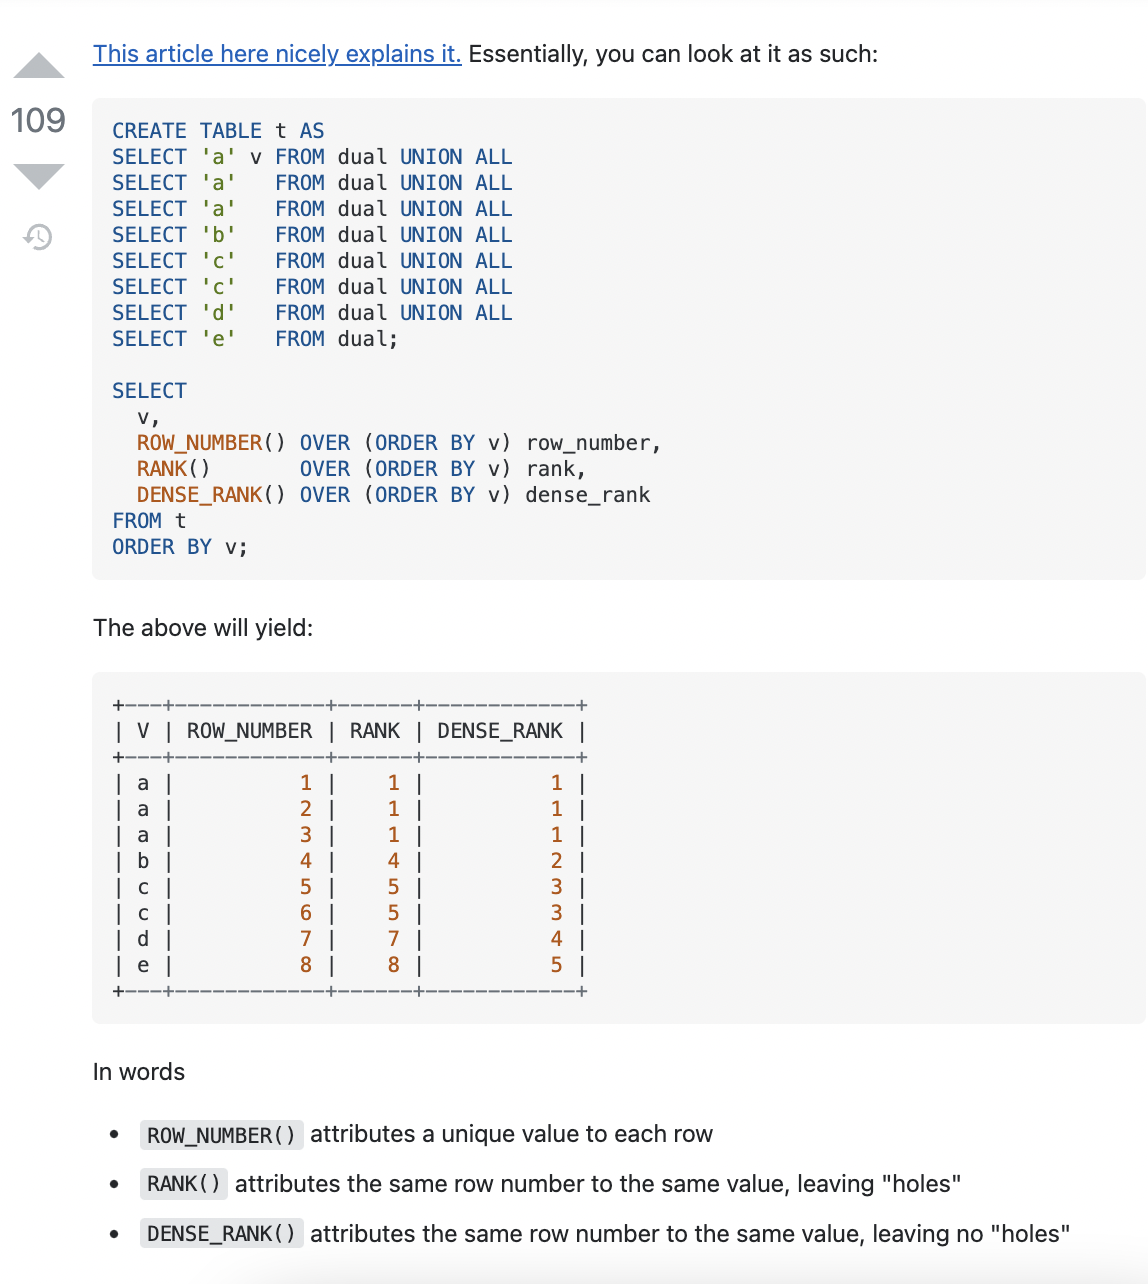 This article here nicely explains it. Essentially, you can look at it as such:
109
CREATE TABLE t AS
SELECT 'a' v FROM dual UNION ALL
SELECT 'a'   FROM dual UNION ALL
SELECT 'a'   FROM dual UNION ALL
SELECT 'b'   FROM dual UNION ALL
SELECT 'c'   FROM dual UNION ALL
SELECT 'c'   FROM dual UNION ALL
SELECT 'd'   FROM dual UNION ALL
SELECT 'e'   FROM dual;
SELECT
  v,
  ROW_NUMBER() OVER (ORDER BY v) row_number,
  RANK()       OVER (ORDER BY v) rank,
  DENSE_RANK() OVER (ORDER BY v) dense_rank
FROM t
ORDER BY v;
The above will yield:
+---+------------+------+------------+
| V | ROW_NUMBER | RANK | DENSE_RANK |
+---+------------+------+------------+
| a |          1 |    1 |          1 |
| a |          2 |    1 |          1 |
| a |          3 |    1 |          1 |
| b |          4 |    4 |          2 |
| c |          5 |    5 |          3 |
| c |          6 |    5 |          3 |
| d |          7 |    7 |          4 |
| e |          8 |    8 |          5 |
+---+------------+------+------------+
In words
• ROW_NUMBER() attributes a unique value to each row
• RANK() attributes the same row number to the same value, leaving "holes"
• DENSE_RANK() attributes the same row number to the same value, leaving no "holes"